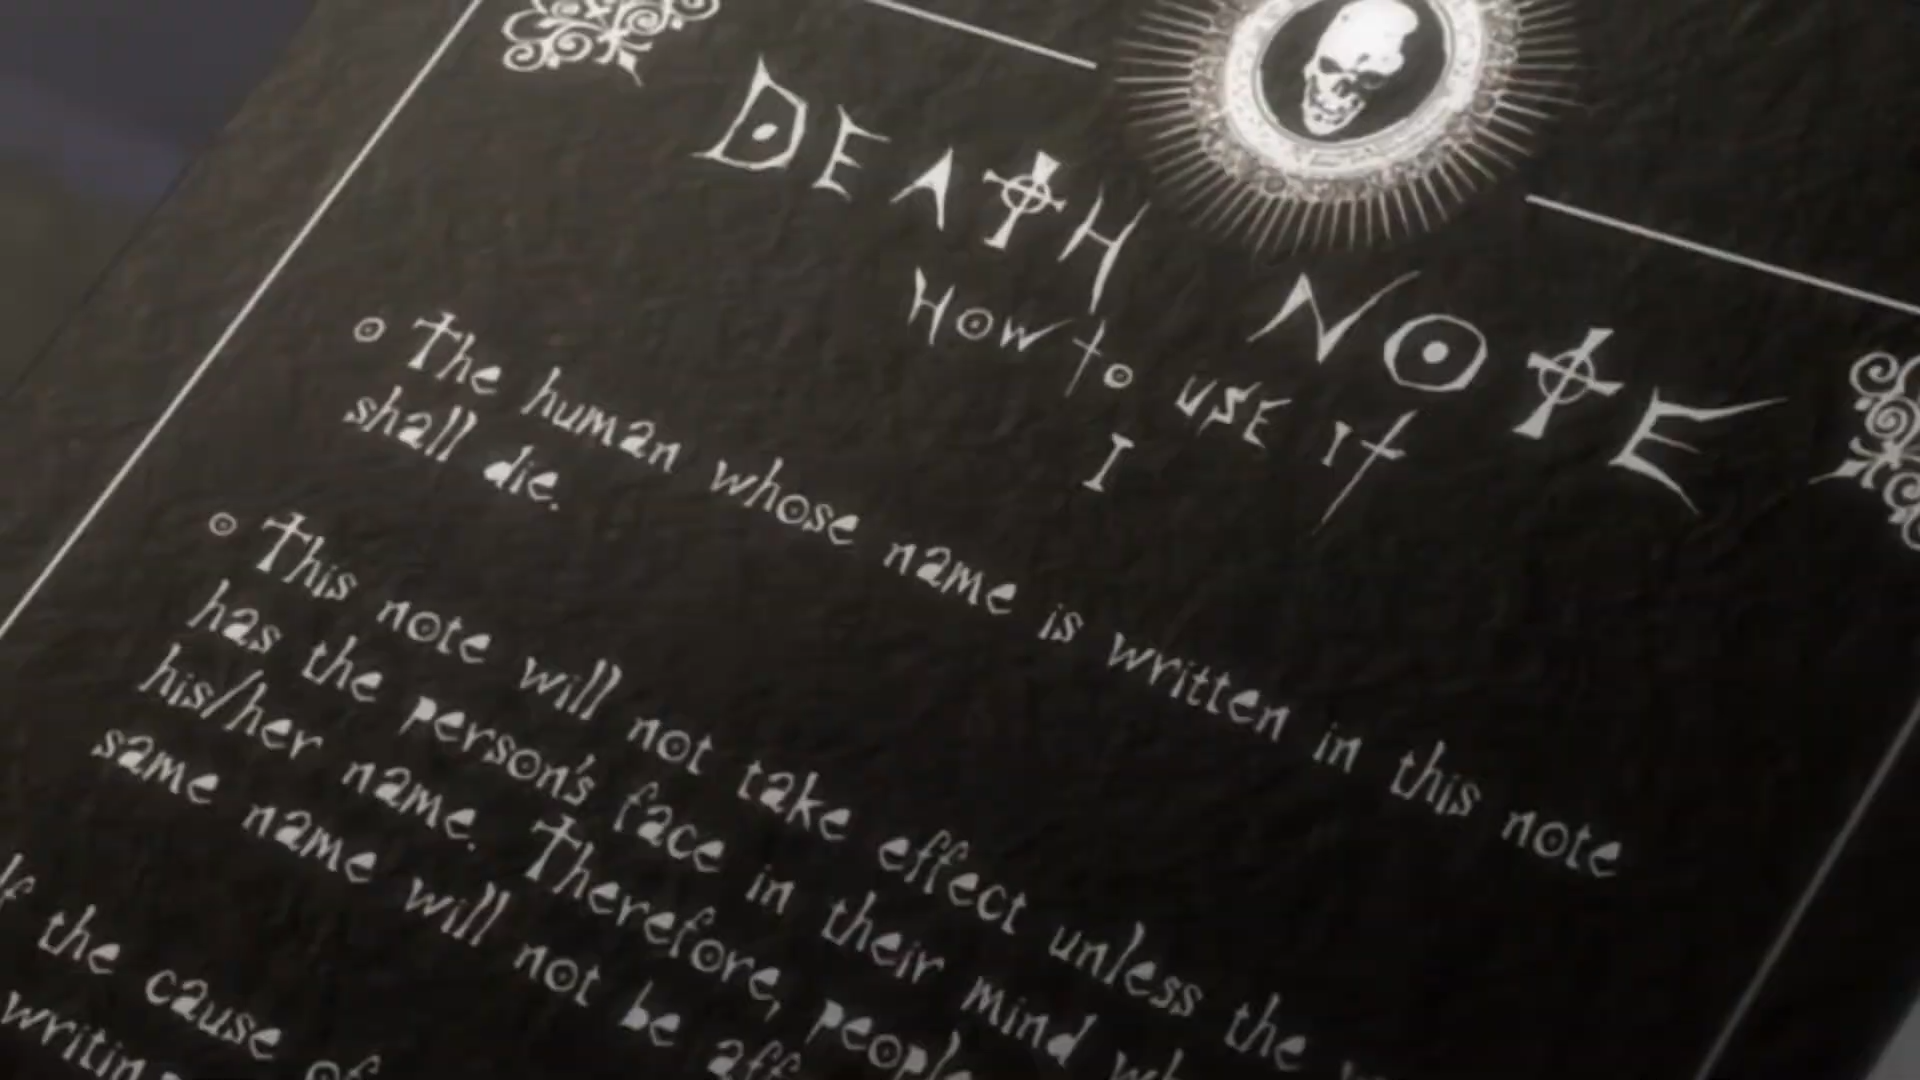 DEATH NOTE
How to use it
I
The human whose name is written in this note
shall die.
This note will not take effect unless the
has the person's face in their mind
his/her name. Therefore,
same name will not be
If the cause of